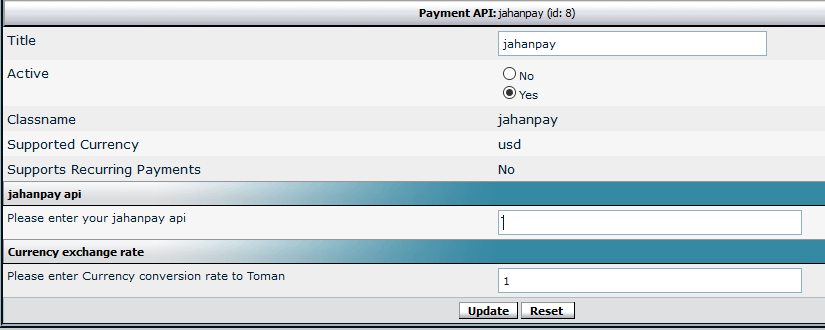 Payment API: jahanpay (id: 8)
Title jahanpay
Active No
Yes
Classname jahanpay
Supported Currency usd
Supports Recurring Payments No
jahanpay api
Please enter your jahanpay api
Currency exchange rate
Please enter Currency conversion rate to Toman 1
Update Reset